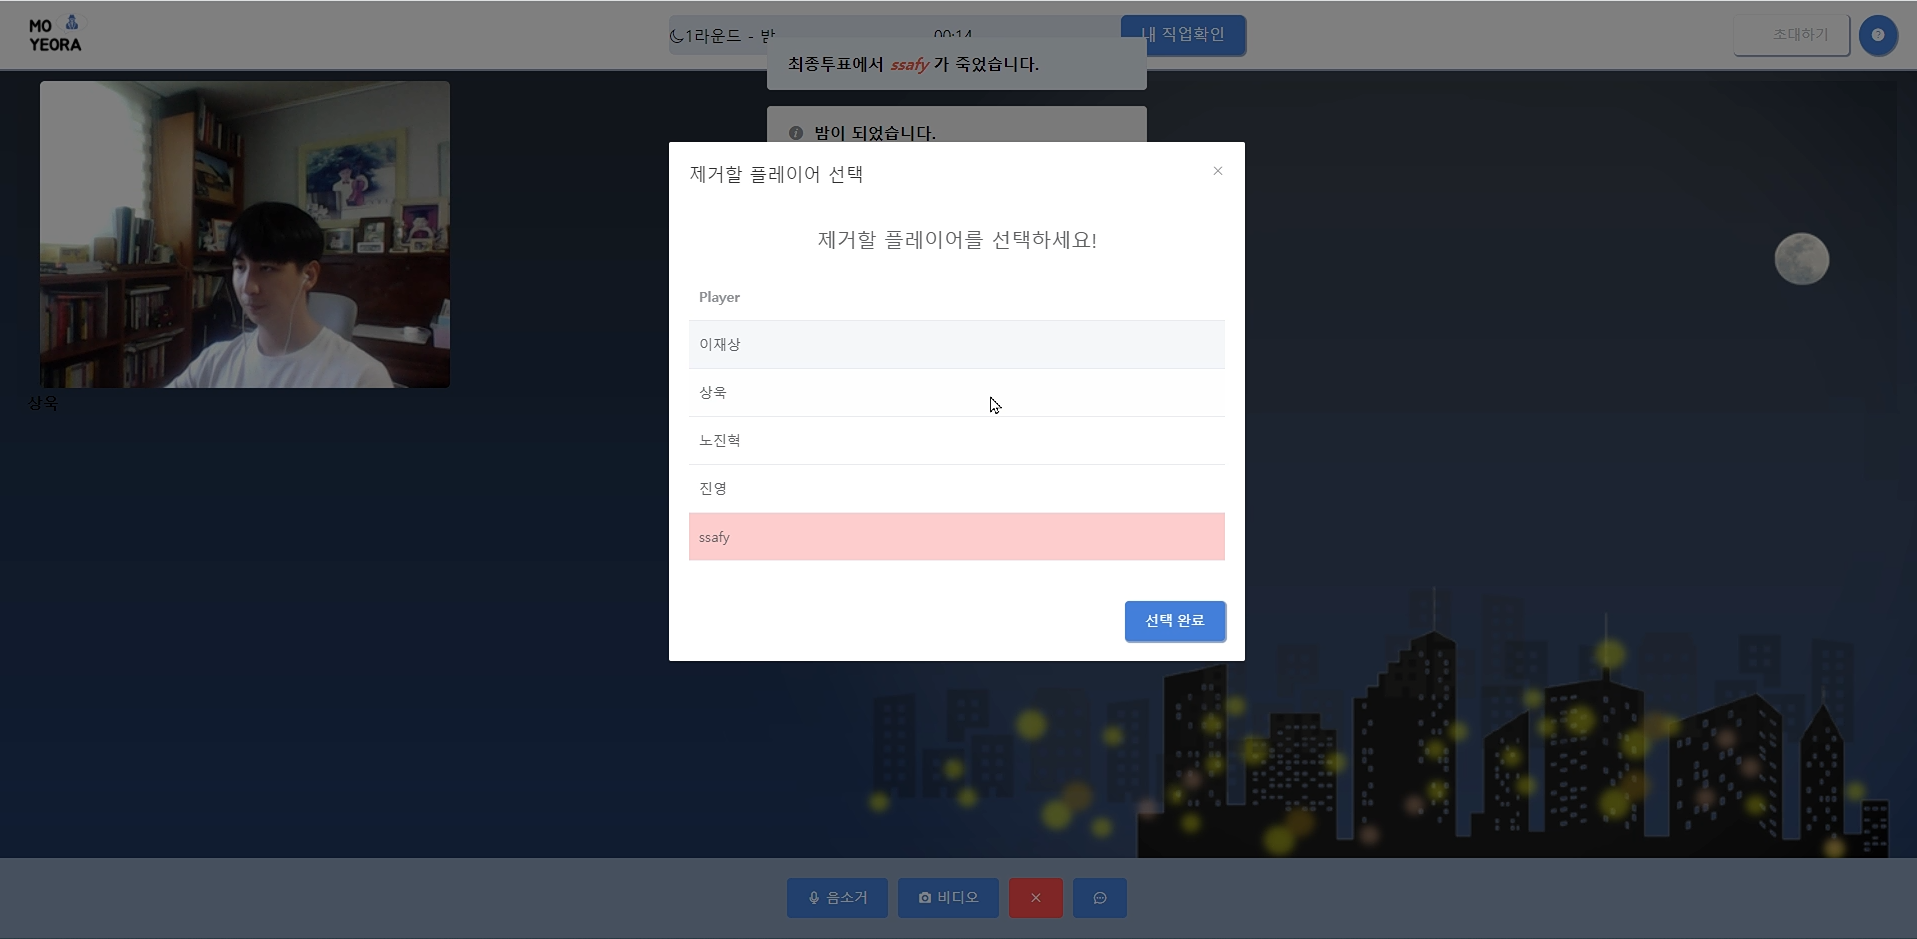 MO
YEORA
1라운드 - 밤
00:14
내 직업확인
초대하기
최종투표에서 ssafy 가 죽었습니다.
밤이 되었습니다.
제거할 플레이어 선택
제거할 플레이어를 선택하세요!
Player
이재상
상욱
노진혁
진영
ssafy
선택 완료
상욱
음소거
비디오